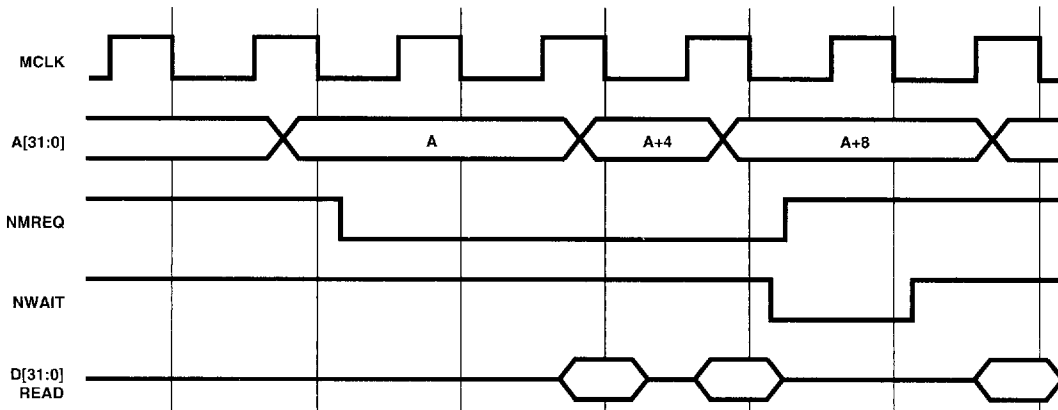 MCLK
A[31:0]
A
A+4
A+8
NMREQ
NWAIT
D[31:0]
READ